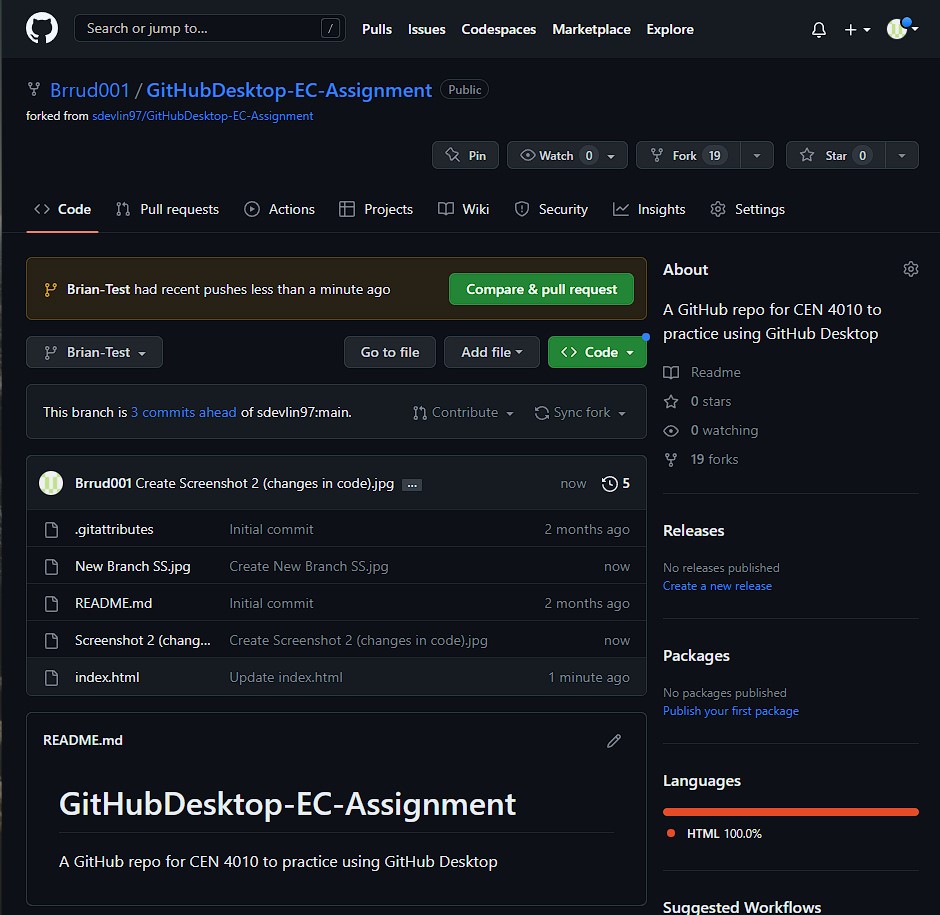 Search or jump to... /
Pulls Issues Codespaces Marketplace Explore
Brrud001 / GitHubDesktop-EC-Assignment Public
forked from sdevlin97/GitHubDesktop-EC-Assignment
Pin Watch 0 Fork 19 Star 0
Code Pull requests Actions Projects Wiki Security Insights Settings
Brian-Test had recent pushes less than a minute ago Compare & pull request
Brian-Test Go to file Add file Code
This branch is 3 commits ahead of sdevlin97:main. Contribute Sync fork
Brrud001 Create Screenshot 2 (changes in code).jpg ... now 5
.gitattributes Initial commit 2 months ago
New Branch SS.jpg Create New Branch SS.jpg now
README.md Initial commit 2 months ago
Screenshot 2 (chang... Create Screenshot 2 (changes in code).jpg now
index.html Update index.html 1 minute ago
README.md
GitHubDesktop-EC-Assignment
A GitHub repo for CEN 4010 to practice using GitHub Desktop
About
A GitHub repo for CEN 4010 to
practice using GitHub Desktop
Readme
0 stars
0 watching
19 forks
Releases
No releases published
Create a new release
Packages
No packages published
Publish your first package
Languages
HTML 100.0%
Suggested Workflows